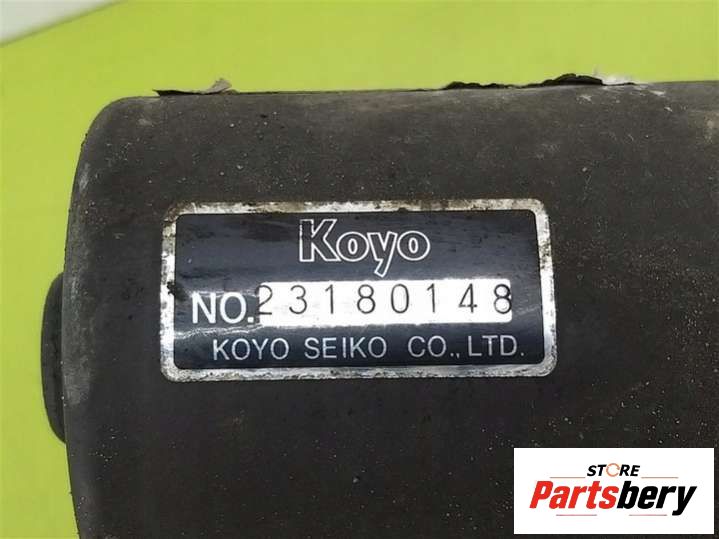 Koyo
NO.23180148
KOYO SEIKO CO.,LTD.
STORE
Partsbery